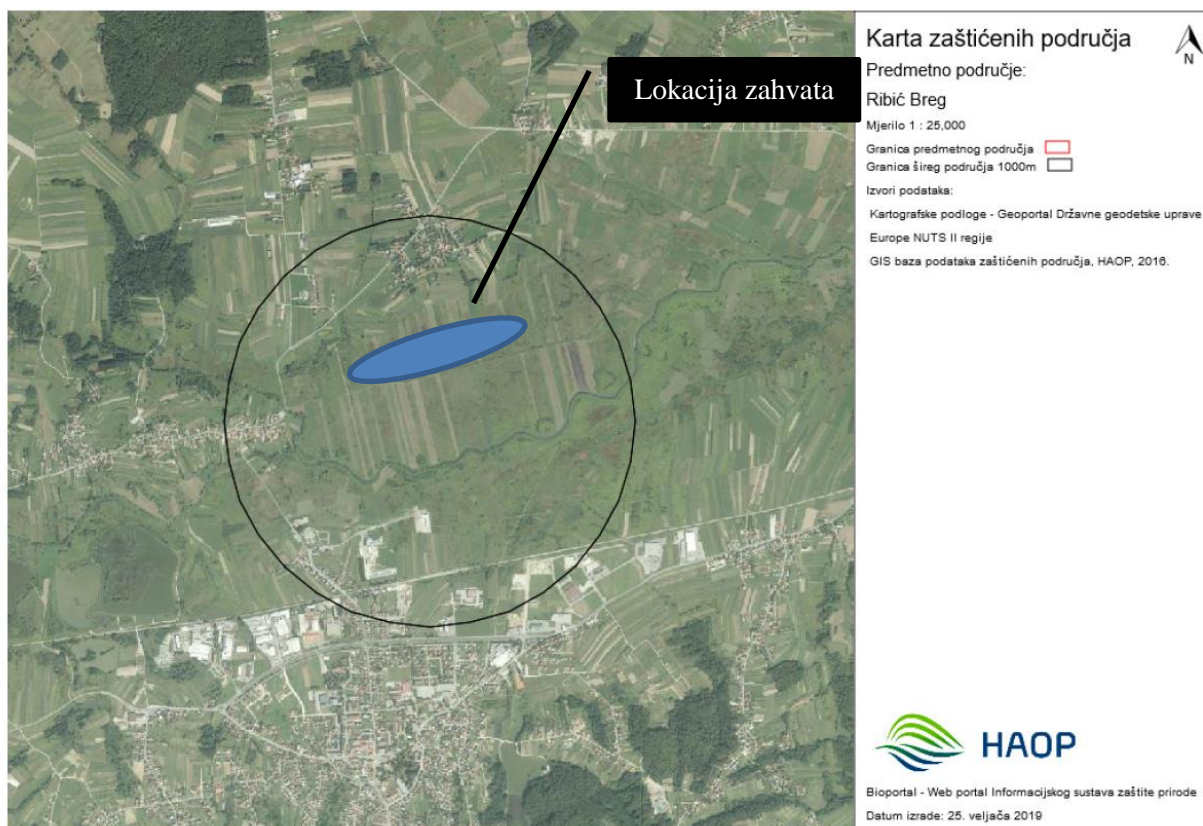 Lokacija zahvata
Karta zaštićenih područja
N
Predmetno područje:
Ribić Breg
Mjerilo 1 : 25,000
Granica predmetnog područja
Granica šireg područja 1000m
Izvori podataka:
Kartografske podloge - Geoportal Državne geodetske uprave
Europe NUTS II regije
GIS baza podataka zaštićenih područja, HAOP, 2016.
HAOP
Bioportal - Web portal Informacijskog sustava zaštite prirode
Datum izrade: 25. veljača 2019